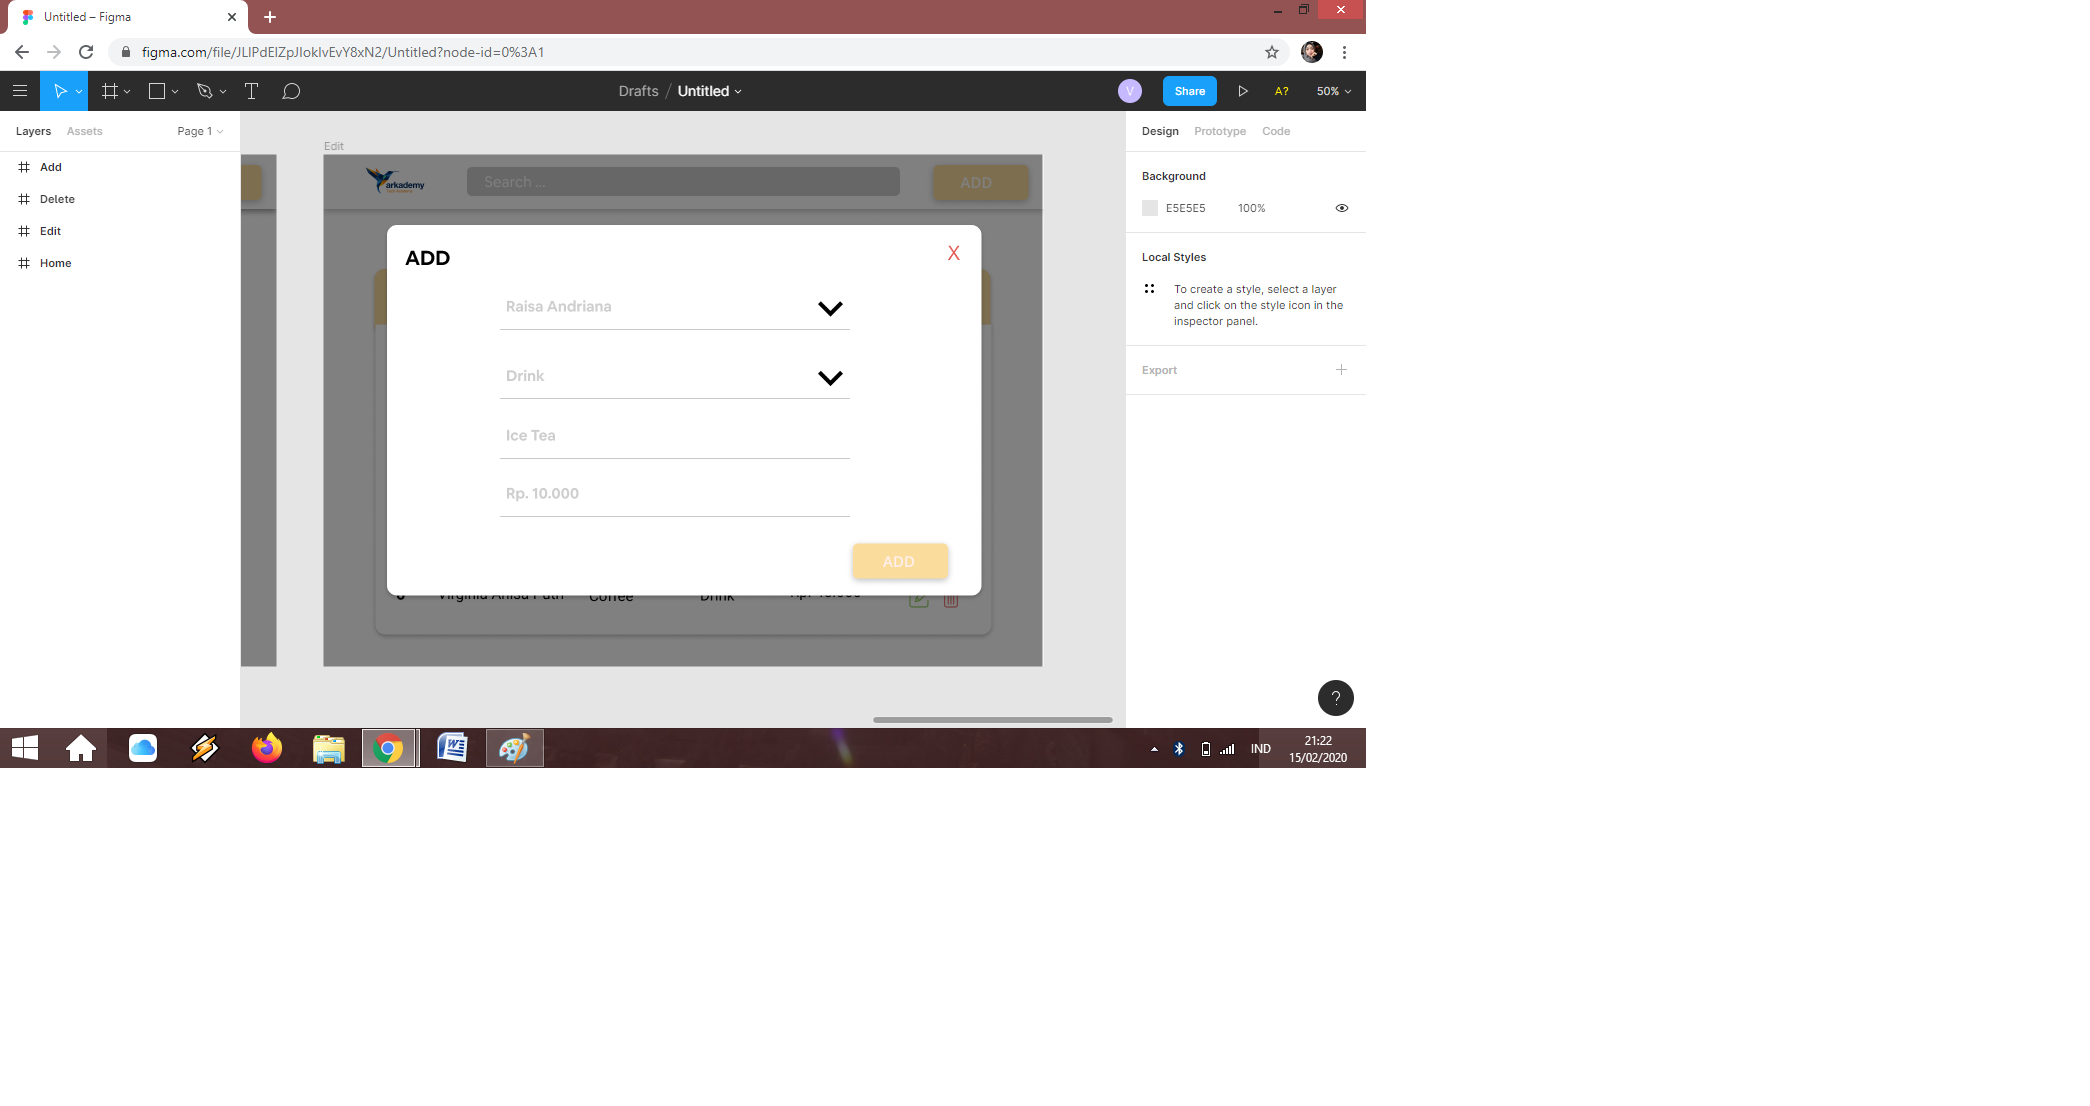 Untitled – Figma
figma.com/file/JLIPdEIZpJIokIvEvY8xN2/Untitled?node-id=0%3A1
Drafts / Untitled
V
Share
A?
50%
Layers
Assets
Page 1
Add
Delete
Edit
Home
Edit
arkademy
Search ...
ADD
ADD
X
Raisa Andriana
Drink
Ice Tea
Rp. 10.000
ADD
Virginia Anisa Putri Coffee Drink Rp. 10.000
Design
Prototype
Code
Background
E5E5E5 100%
Local Styles
To create a style, select a layer
and click on the style icon in the
inspector panel.
Export
?
IND
21:22
15/02/2020